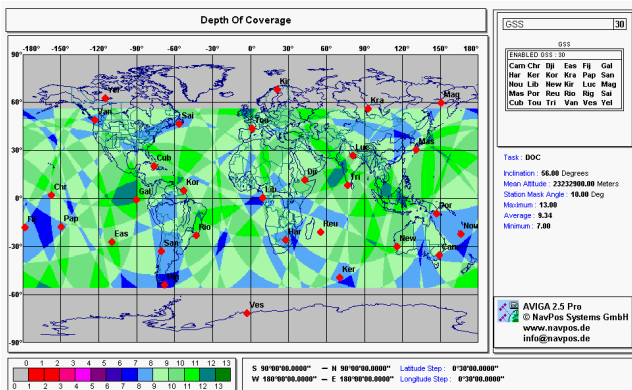 Depth Of Coverage
-180° -150° -120° -90° -60° -30° 0° 30° 60° 90° 120° 150° 180°
90°
60°
30°
0°
-30°
-60°
-90°
Yel
Van
Sai
Kir
Kra
Mag
Tou
Mas
Cub
Luc
Chr
Gal
Kor
Lib
Dji
Tri
Pap
Eas
San
Rio
Har
Reu
Ker
New
Dor
Nou
Cam
Ves
0 1 2 3 4 5 6 7 8 9 10 11 12 13
0 1 2 3 4 5 6 7 8 9 10 11 12 13
S 90°00'00.0000" — N 90°00'00.0000" Latitude Step : 0°30'00.0000"
W 180°00'00.0000" — E 180°00'00.0000" Longitude Step : 0°30'00.0000"
GSS 30
GSS
ENABLED GSS : 30
Cam Chr Dji Eas Fij Gal
Har Ker Kor Kra Pap San
Nou Lib New Kir Luc Mag
Mas Por Reu Rio Rig Sai
Cub Tou Tri Van Ves Yel
Task : DOC
Inclination : 56.00 Degrees
Mean Altitude : 23232900.00 Meters
Station Mask Angle : 10.00 Deg
Maximum : 13.00
Average : 9.34
Minimum : 7.00
AVIGA 2.5 Pro
© NavPos Systems GmbH
www.navpos.de
info@navpos.de